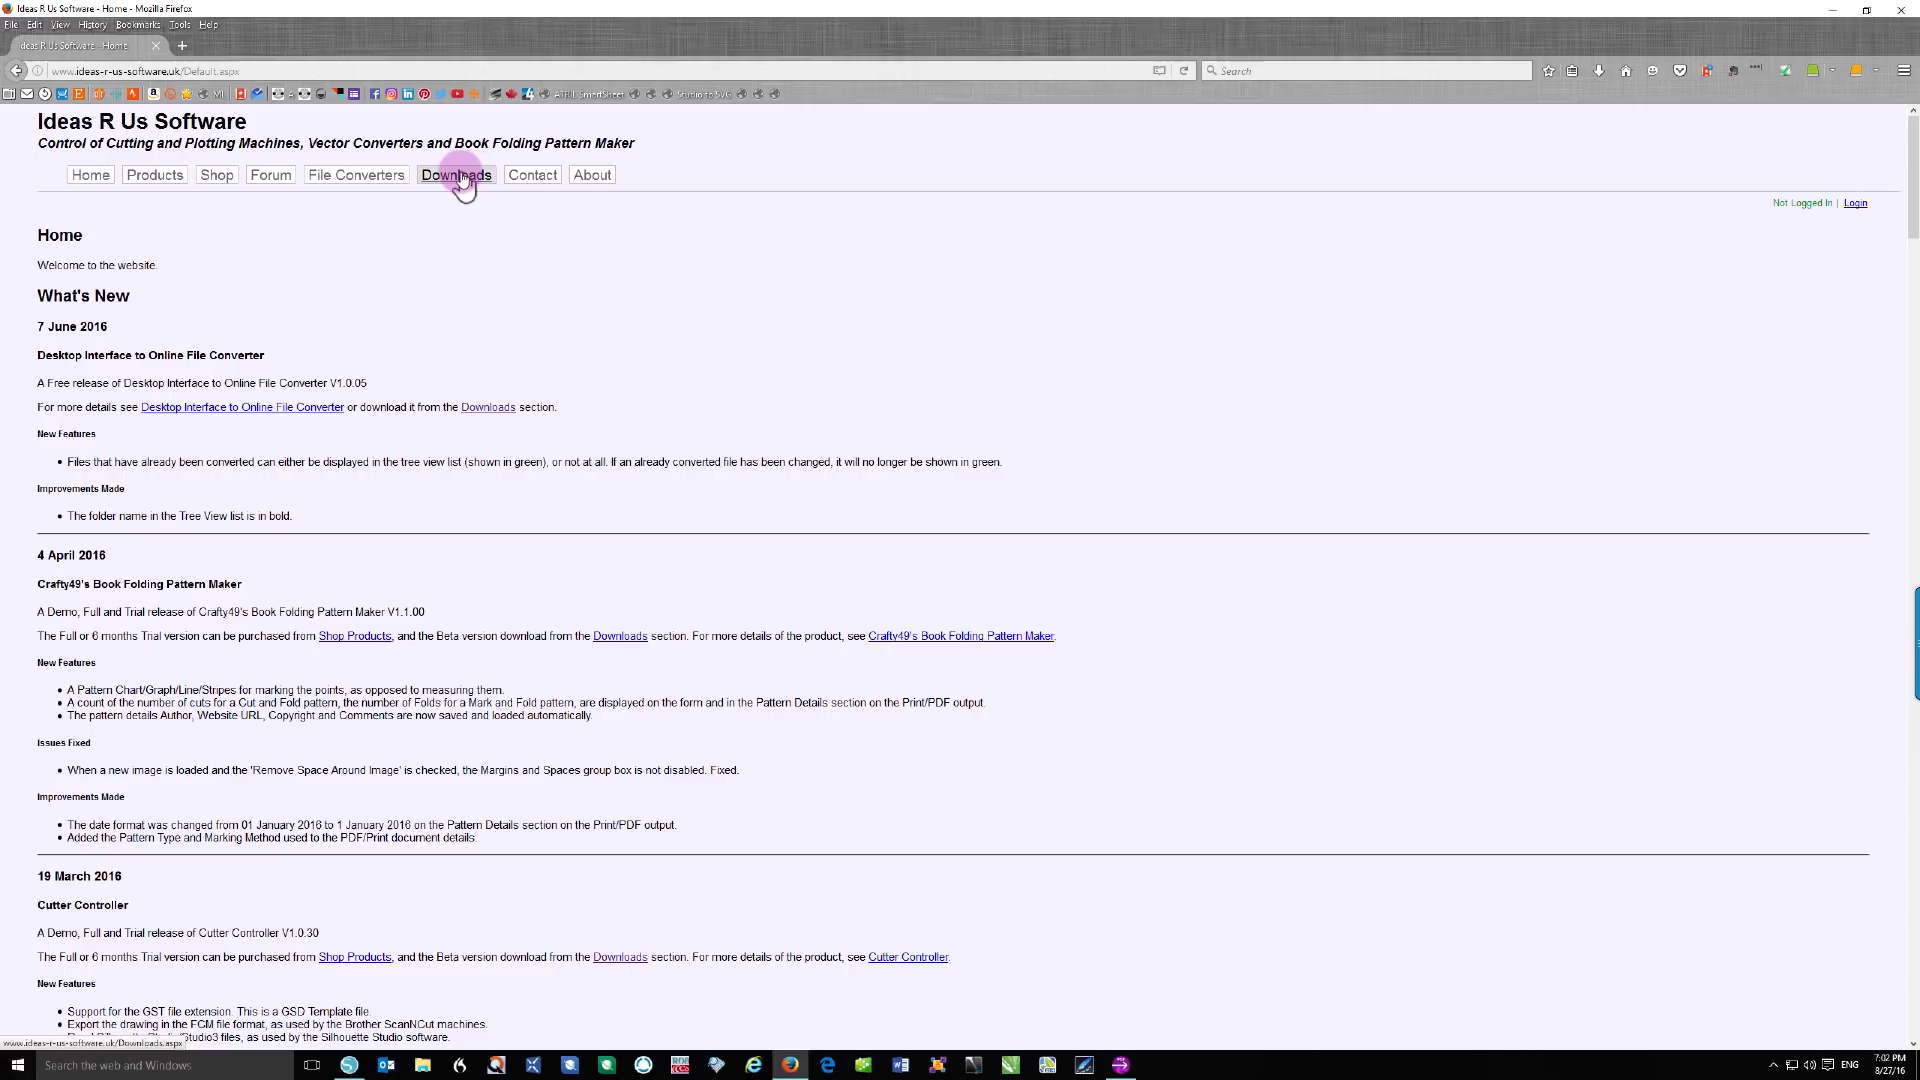 Ideas R Us Software - Home - Mozilla Firefox
File Edit View History Bookmarks Tools Help
Ideas R Us Software - Home
www.ideas-r-us-software.uk/Default.aspx
Search
ATRIL SmartSheet
Studio to SVG
Ideas R Us Software
Control of Cutting and Plotting Machines, Vector Converters and Book Folding Pattern Maker
Home Products Shop Forum File Converters Downloads Contact About
Not Logged In | Login
Home
Welcome to the website.
What's New
7 June 2016
Desktop Interface to Online File Converter
A Free release of Desktop Interface to Online File Converter V1.0.05
For more details see Desktop Interface to Online File Converter or download it from the Downloads section.
New Features
• Files that have already been converted can either be displayed in the tree view list (shown in green), or not at all. If an already converted file has been changed, it will no longer be shown in green.
Improvements Made
• The folder name in the Tree View list is in bold.
4 April 2016
Crafty49's Book Folding Pattern Maker
A Demo, Full and Trial release of Crafty49's Book Folding Pattern Maker V1.1.00
The Full or 6 months Trial version can be purchased from Shop Products, and the Beta version download from the Downloads section. For more details of the product, see Crafty49's Book Folding Pattern Maker.
New Features
• A Pattern Chart/Graph/Line/Stripes for marking the points, as opposed to measuring them.
• A count of the number of cuts for a Cut and Fold pattern, the number of Folds for a Mark and Fold pattern, are displayed on the form and in the Pattern Details section on the Print/PDF output.
• The pattern details Author, Website URL, Copyright and Comments are now saved and loaded automatically.
Issues Fixed
• When a new image is loaded and the 'Remove Space Around Image' is checked, the Margins and Spaces group box is not disabled. Fixed.
Improvements Made
• The date format was changed from 01 January 2016 to 1 January 2016 on the Pattern Details section on the Print/PDF output.
• Added the Pattern Type and Marking Method used to the PDF/Print document details.
19 March 2016
Cutter Controller
A Demo, Full and Trial release of Cutter Controller V1.0.30
The Full or 6 months Trial version can be purchased from Shop Products, and the Beta version download from the Downloads section. For more details of the product, see Cutter Controller.
New Features
• Support for the GST file extension. This is a GSD Template file.
• Export the drawing in the FCM file format, as used by the Brother ScanNCut machines.
Studio/Studio3 files, as used by the Silhouette Studio software.
www.ideas-r-us-software.uk/Downloads.aspx
Search the web and Windows
ENG
7:02 PM
8/27/16